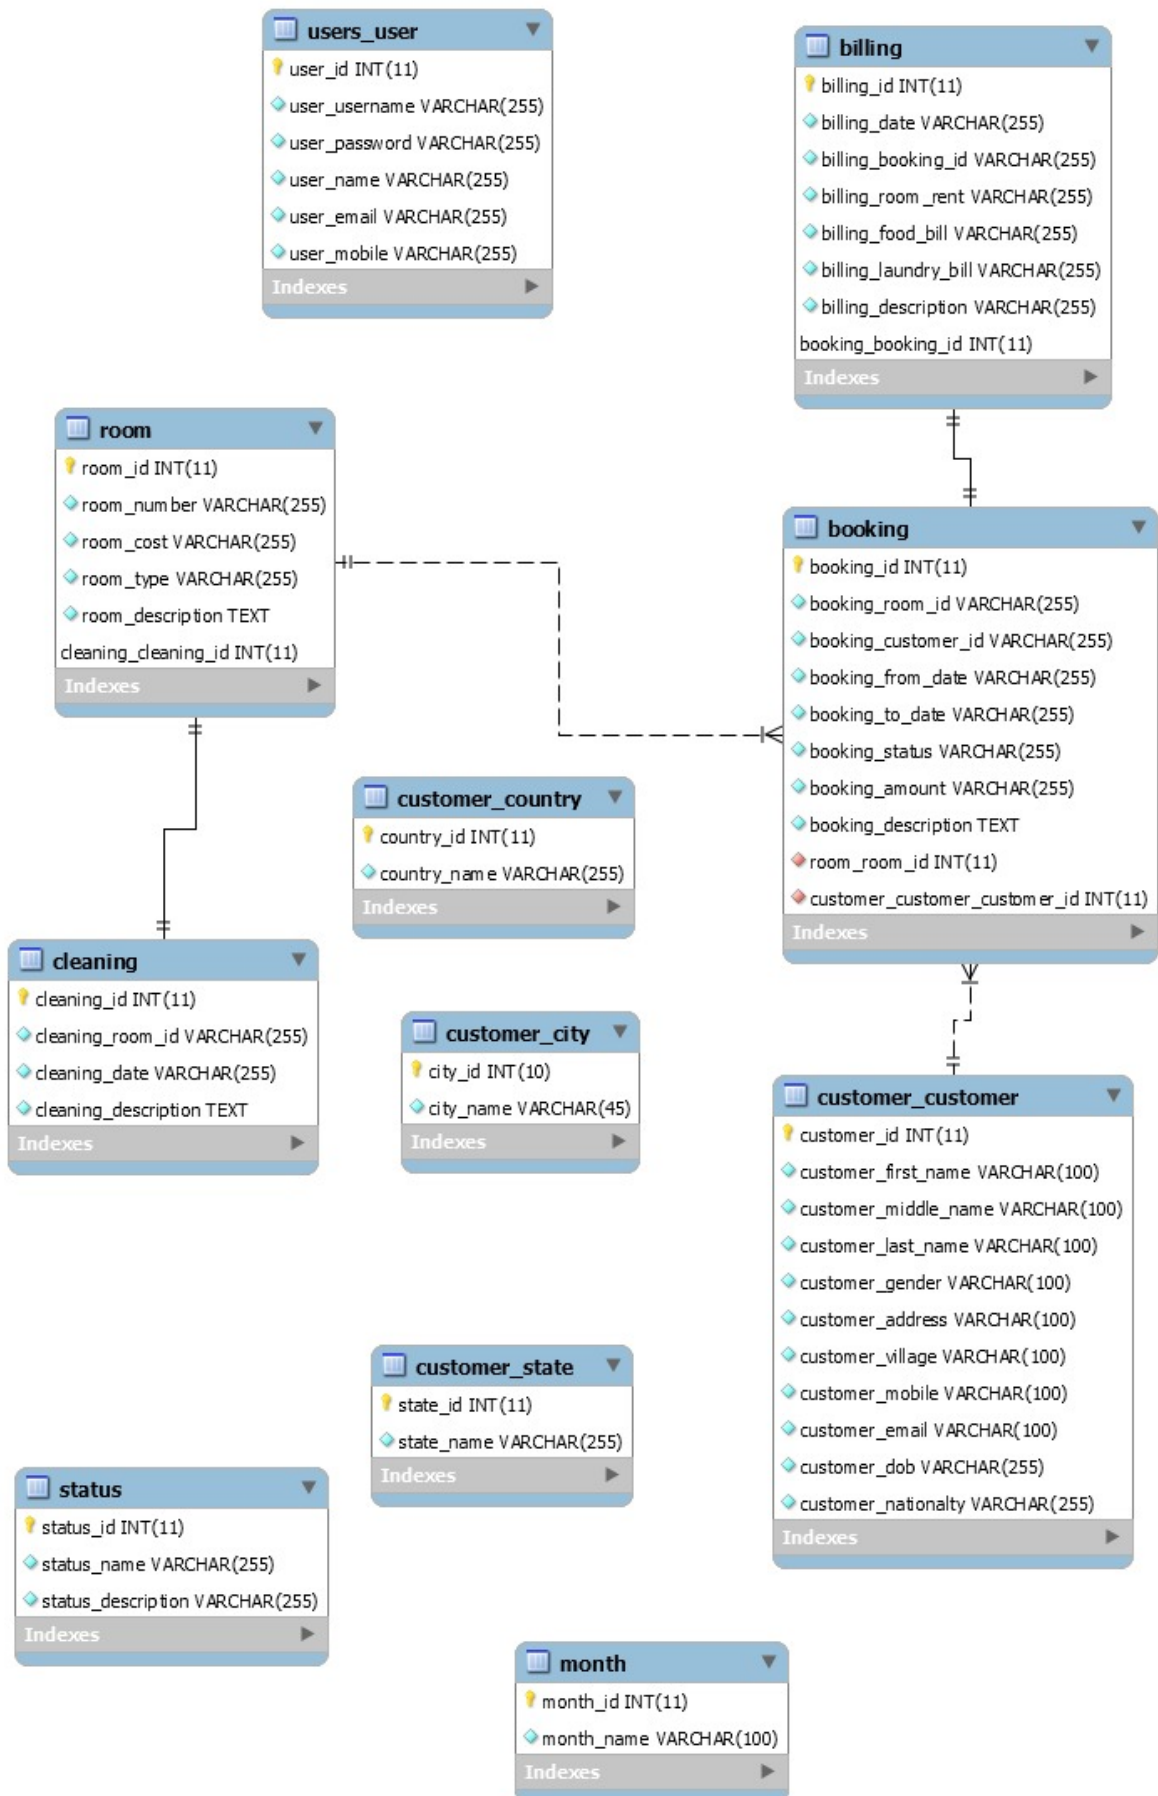 users_user
user_id INT(11)
user_username VARCHAR(255)
user_password VARCHAR(255)
user_name VARCHAR(255)
user_email VARCHAR(255)
user_mobile VARCHAR(255)
Indexes
billing
billing_id INT(11)
billing_date VARCHAR(255)
billing_booking_id VARCHAR(255)
billing_room_rent VARCHAR(255)
billing_food_bill VARCHAR(255)
billing_laundry_bill VARCHAR(255)
billing_description VARCHAR(255)
booking_booking_id INT(11)
Indexes
room
room_id INT(11)
room_number VARCHAR(255)
room_cost VARCHAR(255)
room_type VARCHAR(255)
room_description TEXT
cleaning_cleaning_id INT(11)
Indexes
booking
booking_id INT(11)
booking_room_id VARCHAR(255)
booking_customer_id VARCHAR(255)
booking_from_date VARCHAR(255)
booking_to_date VARCHAR(255)
booking_status VARCHAR(255)
booking_amount VARCHAR(255)
booking_description TEXT
room_room_id INT(11)
customer_customer_customer_id INT(11)
Indexes
customer_country
country_id INT(11)
country_name VARCHAR(255)
Indexes
cleaning
cleaning_id INT(11)
cleaning_room_id VARCHAR(255)
cleaning_date VARCHAR(255)
cleaning_description TEXT
Indexes
customer_city
city_id INT(10)
city_name VARCHAR(45)
Indexes
customer_customer
customer_id INT(11)
customer_first_name VARCHAR(100)
customer_middle_name VARCHAR(100)
customer_last_name VARCHAR(100)
customer_gender VARCHAR(100)
customer_address VARCHAR(100)
customer_village VARCHAR(100)
customer_mobile VARCHAR(100)
customer_email VARCHAR(100)
customer_dob VARCHAR(255)
customer_nationalty VARCHAR(255)
Indexes
customer_state
state_id INT(11)
state_name VARCHAR(255)
Indexes
status
status_id INT(11)
status_name VARCHAR(255)
status_description VARCHAR(255)
Indexes
month
month_id INT(11)
month_name VARCHAR(100)
Indexes